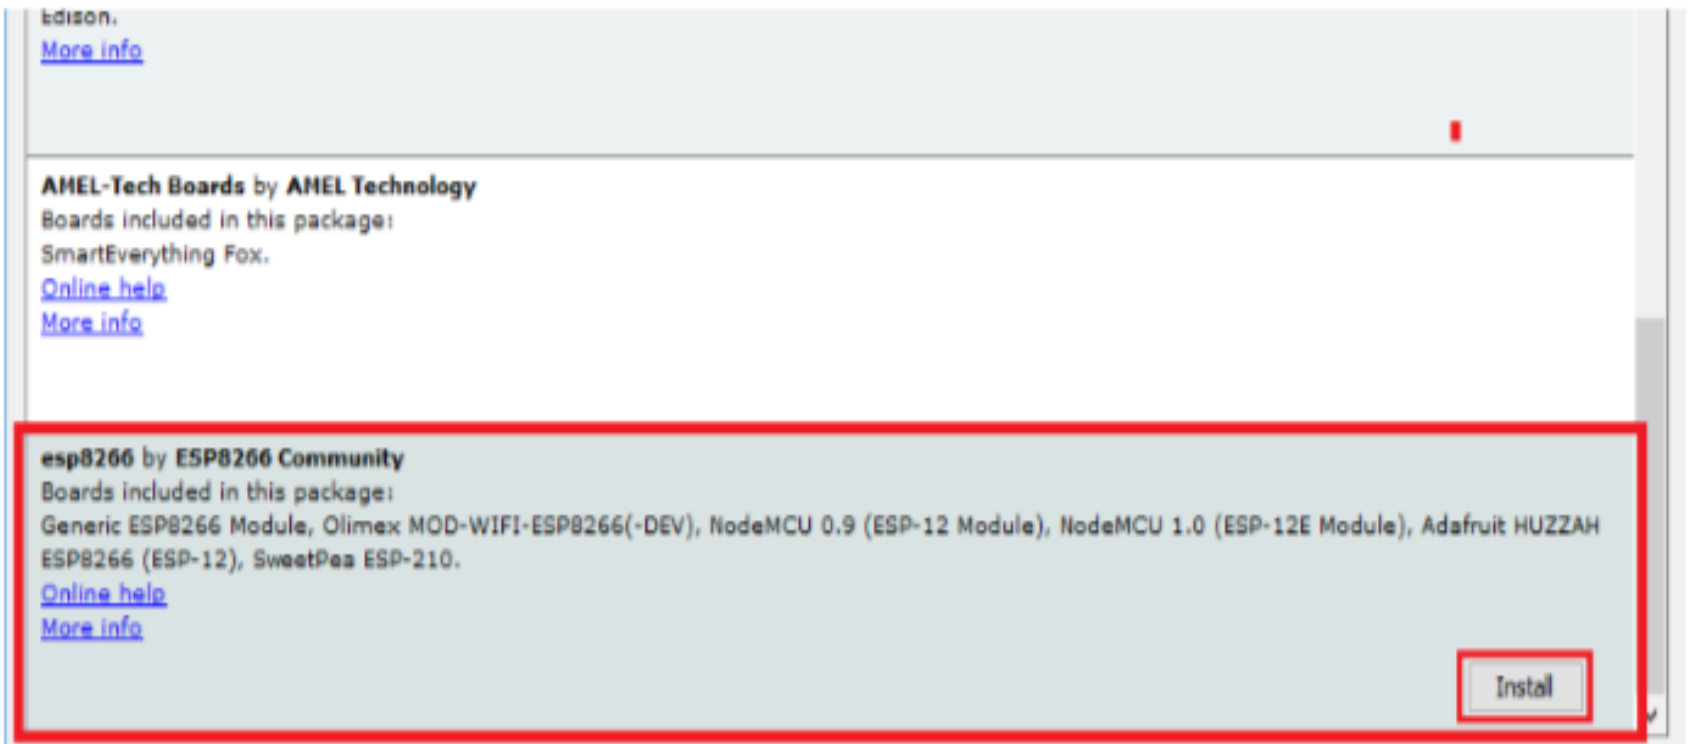 Edison.
More info
AMEL-Tech Boards by AMEL Technology
Boards included in this package:
SmartEverything Fox.
Online help
More info
esp8266 by ESP8266 Community
Boards included in this package:
Generic ESP8266 Module, Olimex MOD-WIFI-ESP8266(-DEV), NodeMCU 0.9 (ESP-12 Module), NodeMCU 1.0 (ESP-12E Module), Adafruit HUZZAH
ESP8266 (ESP-12), SweetPea ESP-210.
Online help
More info
Install